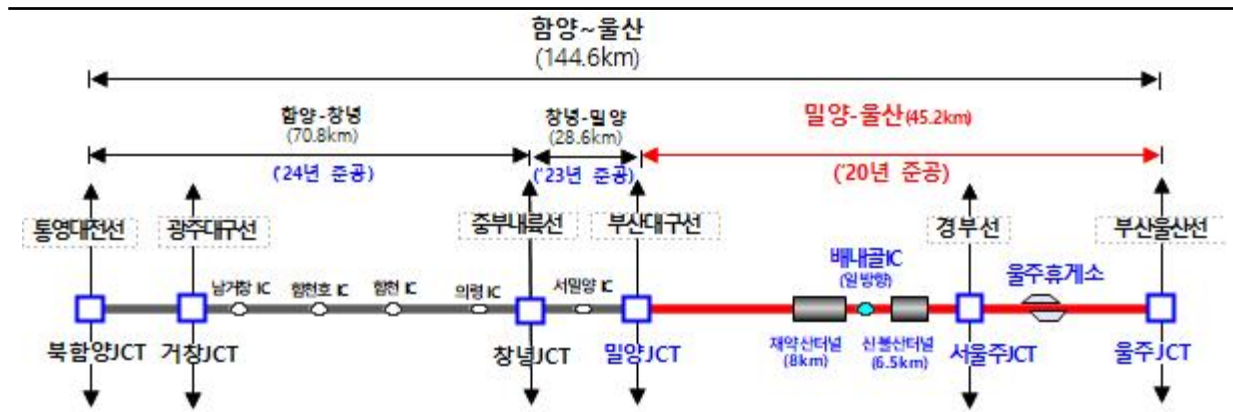 함양~울산
(144.6km)
함양-창녕
(70.8km)
('24년 준공)
창녕-밀양
(28.6km)
('23년 준공)
밀양-울산(45.2km)
('20년 준공)
통영대전선
광주대구선
중부내륙선
부산대구선
경부선
부산울산선
남거창 IC
합천호 IC
합천 IC
의령 IC
서밀양 IC
배내골IC
(일방향)
울주휴게소
북함양JCT
거창JCT
창녕JCT
밀양JCT
재약산터널
(8km)
신불산터널
(6.5km)
서울주JCT
울주JCT